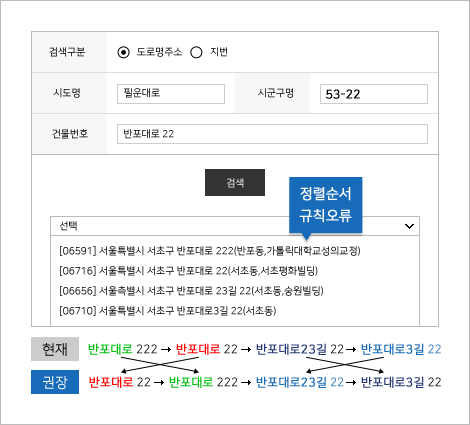 검색구분 도로명주소 지번
시도명 필운대로 시군구명 53-22
건물번호 반포대로 22
검색
정렬순서
규칙오류
선택
[06591] 서울특별시 서초구 반포대로 222(반포동,가톨릭대학교성의교정)
[06716] 서울특별시 서초구 반포대로 22(서초동,서초평화빌딩)
[06656] 서울측별시 서초구 반포대로 23길 22(서초동,숭원빌딩)
[06710] 서울특별시 서초구 반포대로3길 22(서초동)
현재 반포대로 222 → 반포대로 22 → 반포대로23길 22 → 반포대로3길 22
권장 반포대로 22 → 반포대로 222 → 반포대로23길 22 → 반포대로3길 22